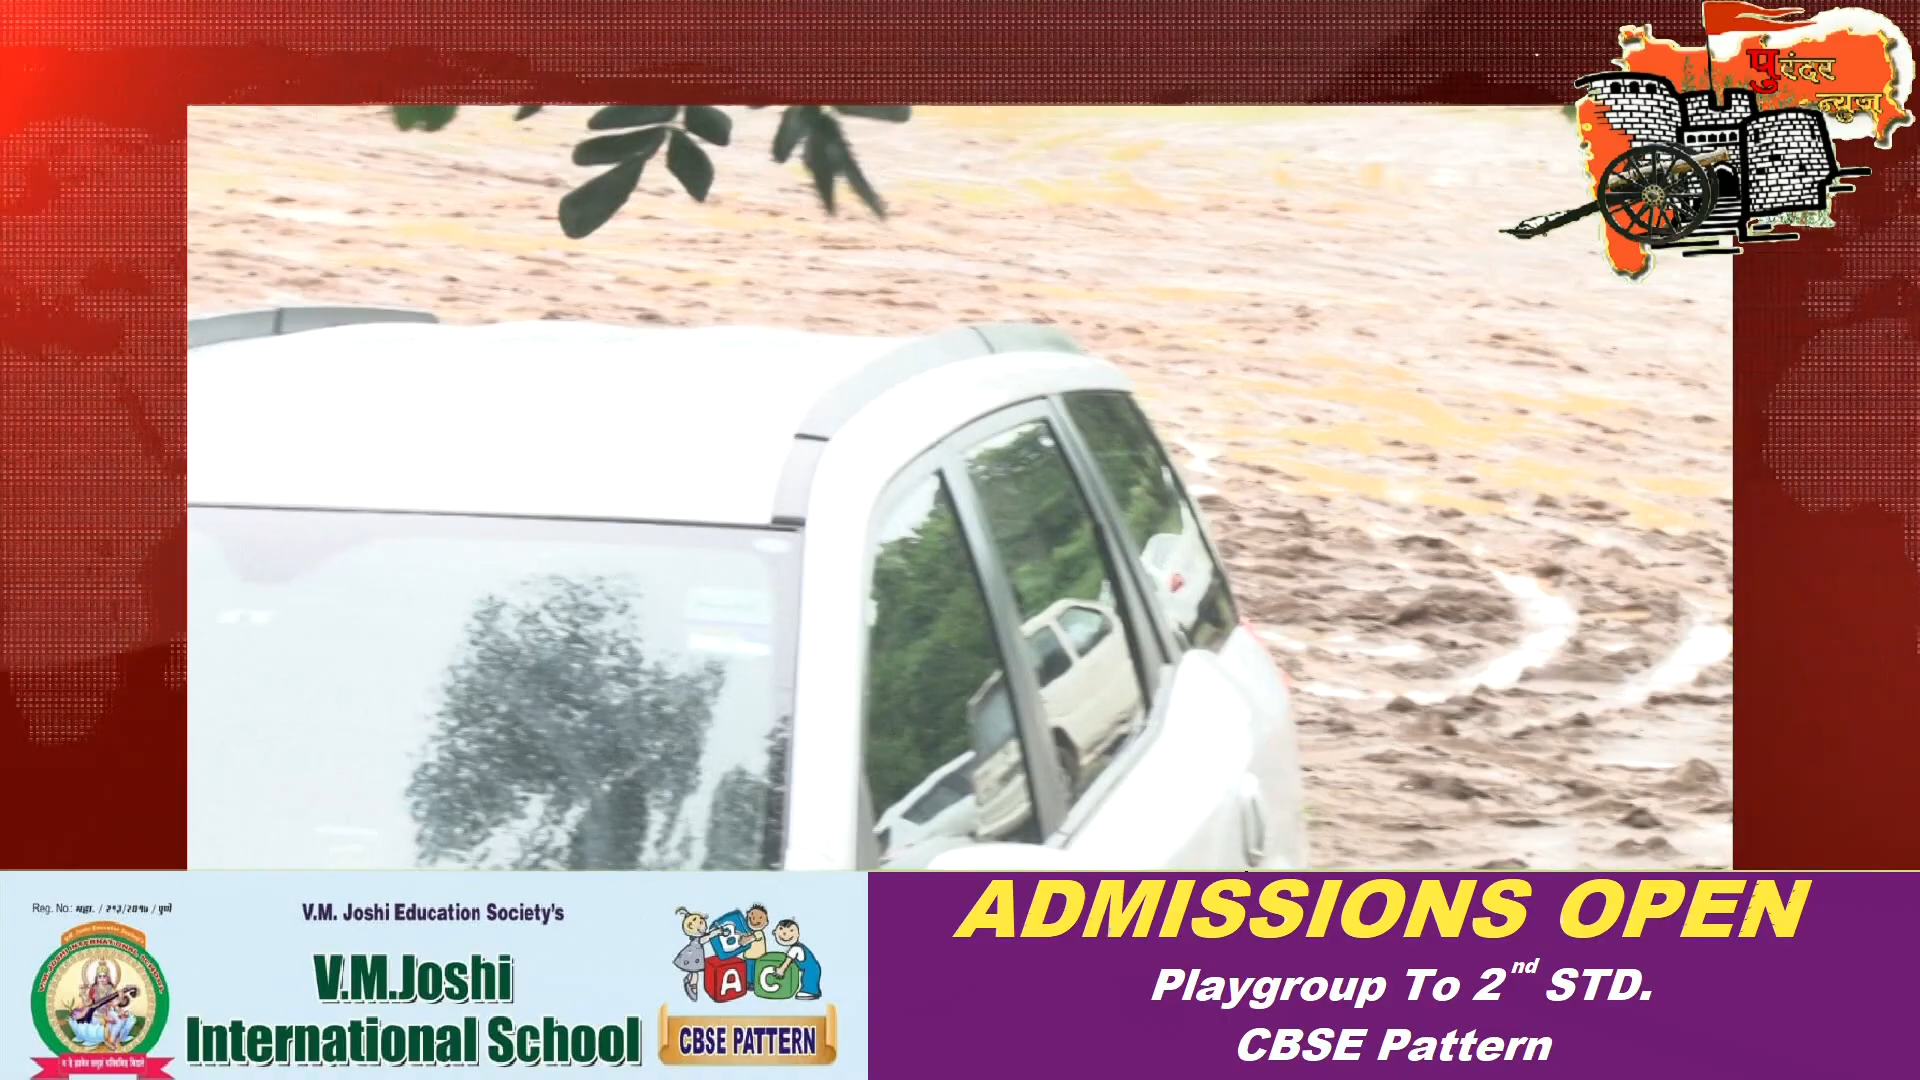 पुरंदर
न्युज
Reg. No.: महा. / २१३/२०१७ / पुणे
V.M. Joshi Education Society's
V.M.Joshi
International School
CBSE PATTERN
A C
ADMISSIONS OPEN
Playgroup To 2nd STD.
CBSE Pattern